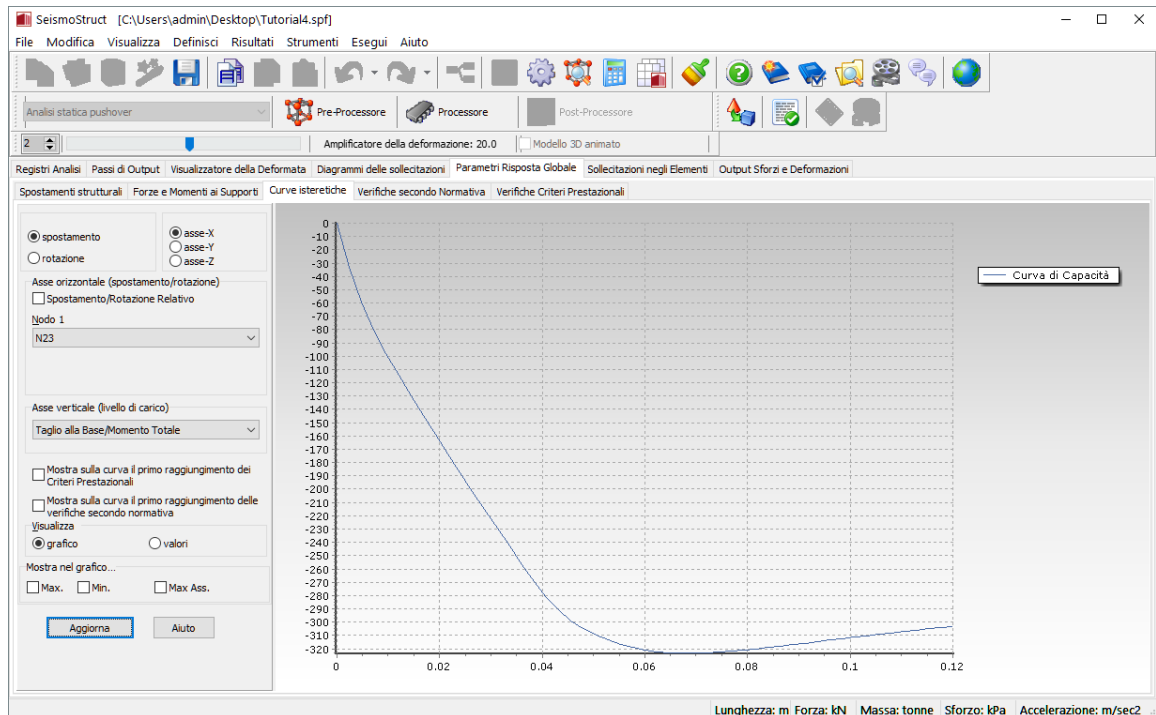 SeismoStruct [C:\Users\admin\Desktop\Tutorial4.spf]
File Modifica Visualizza Definisci Risultati Strumenti Esegui Aiuto
Analisi statica pushover
Pre-Processore
Processore
Post-Processore
2
Amplificatore della deformazione: 20.0
Modello 3D animato
Registri Analisi Passi di Output Visualizzatore della Deformata Diagrammi delle sollecitazioni Parametri Risposta Globale Sollecitazioni negli Elementi Output Sforzi e Deformazioni
Spostamenti strutturali Forze e Momenti ai Supporti Curve isteretiche Verifiche secondo Normativa Verifiche Criteri Prestazionali
spostamento
rotazione
asse-X
asse-Y
asse-Z
Asse orizzontale (spostamento/rotazione)
Spostamento/Rotazione Relativo
Nodo 1
N23
Asse verticale (livello di carico)
Taglio alla Base/Momento Totale
Mostra sulla curva il primo raggiungimento dei
Criteri Prestazionali
Mostra sulla curva il primo raggiungimento delle
verifiche secondo normativa
Visualizza
grafico
valori
Mostra nel grafico...
Max. Min. Max Ass.
Aggiorna
Aiuto
0
-10
-20
-30
-40
-50
-60
-70
-80
-90
-100
-110
-120
-130
-140
-150
-160
-170
-180
-190
-200
-210
-220
-230
-240
-250
-260
-270
-280
-290
-300
-310
-320
0 0.02 0.04 0.06 0.08 0.1 0.12
Curva di Capacità
Lunghezza: m Forza: kN Massa: tonne Sforzo: kPa Accelerazione: m/sec2